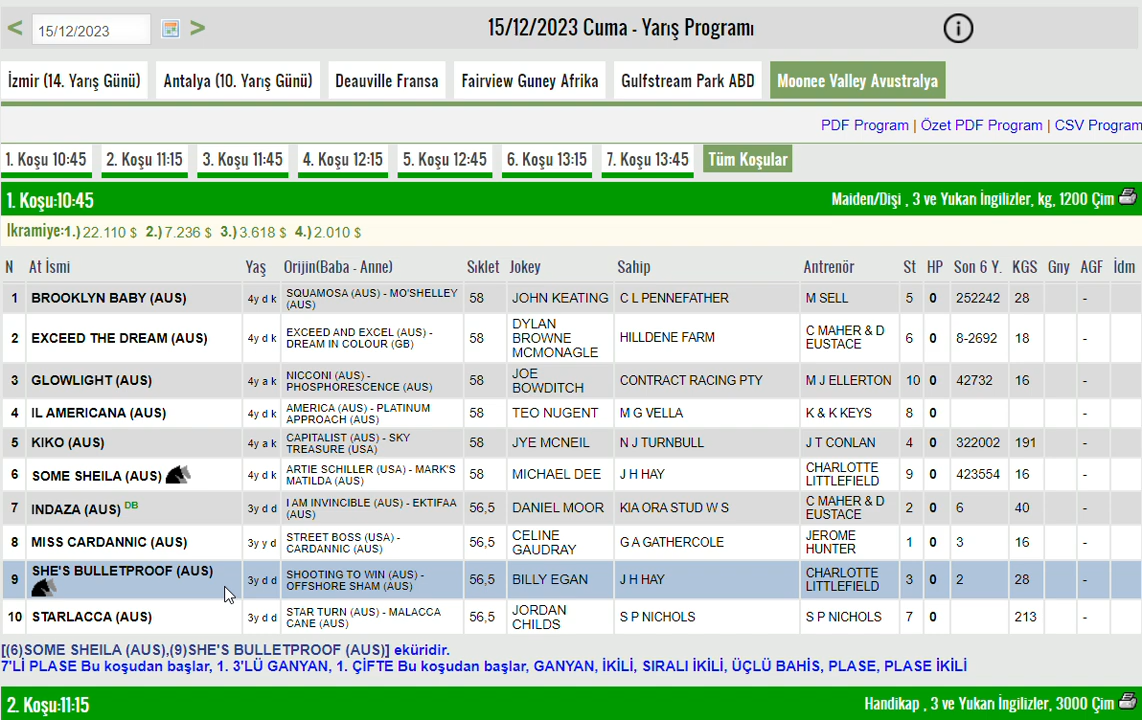 < 15/12/2023 > 15/12/2023 Cuma - Yarış Programı i
İzmir (14. Yarış Günü) Antalya (10. Yarış Günü) Deauville Fransa Fairview Guney Afrika Gulfstream Park ABD Moonee Valley Avustralya
PDF Program | Özet PDF Program | CSV Program
1. Koşu 10:45 2. Koşu 11:15 3. Koşu 11:45 4. Koşu 12:15 5. Koşu 12:45 6. Koşu 13:15 7. Koşu 13:45 Tüm Koşular
1. Koşu:10:45 Maiden/Dişi , 3 ve Yukarı İngilizler, kg, 1200 Çim
Ikramiye:1.) 22.110 $ 2.) 7.236 $ 3.) 3.618 $ 4.) 2.010 $
N At İsmi Yaş Orijin(Baba - Anne) Sıklet Jokey Sahip Antrenör St HP Son 6 Y. KGS Gny AGF İdm
1 BROOKLYN BABY (AUS) 4y d k SQUAMOSA (AUS) - MO'SHELLEY (AUS) 58 JOHN KEATING C L PENNEFATHER M SELL 5 0 252242 28 -
2 EXCEED THE DREAM (AUS) 4y d k EXCEED AND EXCEL (AUS) - DREAM IN COLOUR (GB) 58 DYLAN BROWNE MCMONAGLE HILLDENE FARM C MAHER & D EUSTACE 6 0 8-2692 18 -
3 GLOWLIGHT (AUS) 4y a k NICCONI (AUS) - PHOSPHORESCENCE (AUS) 58 JOE BOWDITCH CONTRACT RACING PTY M J ELLERTON 10 0 42732 16 -
4 IL AMERICANA (AUS) 4y d k AMERICA (AUS) - PLATINUM APPROACH (AUS) 58 TEO NUGENT M G VELLA K & K KEYS 8 0 -
5 KIKO (AUS) 4y a k CAPITALIST (AUS) - SKY TREASURE (USA) 58 JYE MCNEIL N J TURNBULL J T CONLAN 4 0 322002 191 -
6 SOME SHEILA (AUS) 4y d k ARTIE SCHILLER (USA) - MARK'S MATILDA (AUS) 58 MICHAEL DEE J H HAY CHARLOTTE LITTLEFIELD 9 0 423554 16 -
7 INDAZA (AUS) DB 3y d d I AM INVINCIBLE (AUS) - EKTIFAA (AUS) 56,5 DANIEL MOOR KIA ORA STUD W S C MAHER & D EUSTACE 2 0 6 40 -
8 MISS CARDANNIC (AUS) 3y y d STREET BOSS (USA) - CARDANNIC (AUS) 56,5 CELINE GAUDRAY G A GATHERCOLE JEROME HUNTER 1 0 3 16 -
9 SHE'S BULLETPROOF (AUS) 3y d d SHOOTING TO WIN (AUS) - OFFSHORE SHAM (AUS) 56,5 BILLY EGAN J H HAY CHARLOTTE LITTLEFIELD 3 0 2 28 -
10 STARLACCA (AUS) 3y d d STAR TURN (AUS) - MALACCA CANE (AUS) 56,5 JORDAN CHILDS S P NICHOLS S P NICHOLS 7 0 213 -
[(6)SOME SHEILA (AUS),(9)SHE'S BULLETPROOF (AUS)] eküridir.
7'Lİ PLASE Bu koşudan başlar, 1. 3'LÜ GANYAN, 1. ÇİFTE Bu koşudan başlar, GANYAN, İKİLİ, SIRALI İKİLİ, ÜÇLÜ BAHİS, PLASE, PLASE İKİLİ
2. Koşu:11:15 Handikap , 3 ve Yukarı İngilizler, 3000 Çim